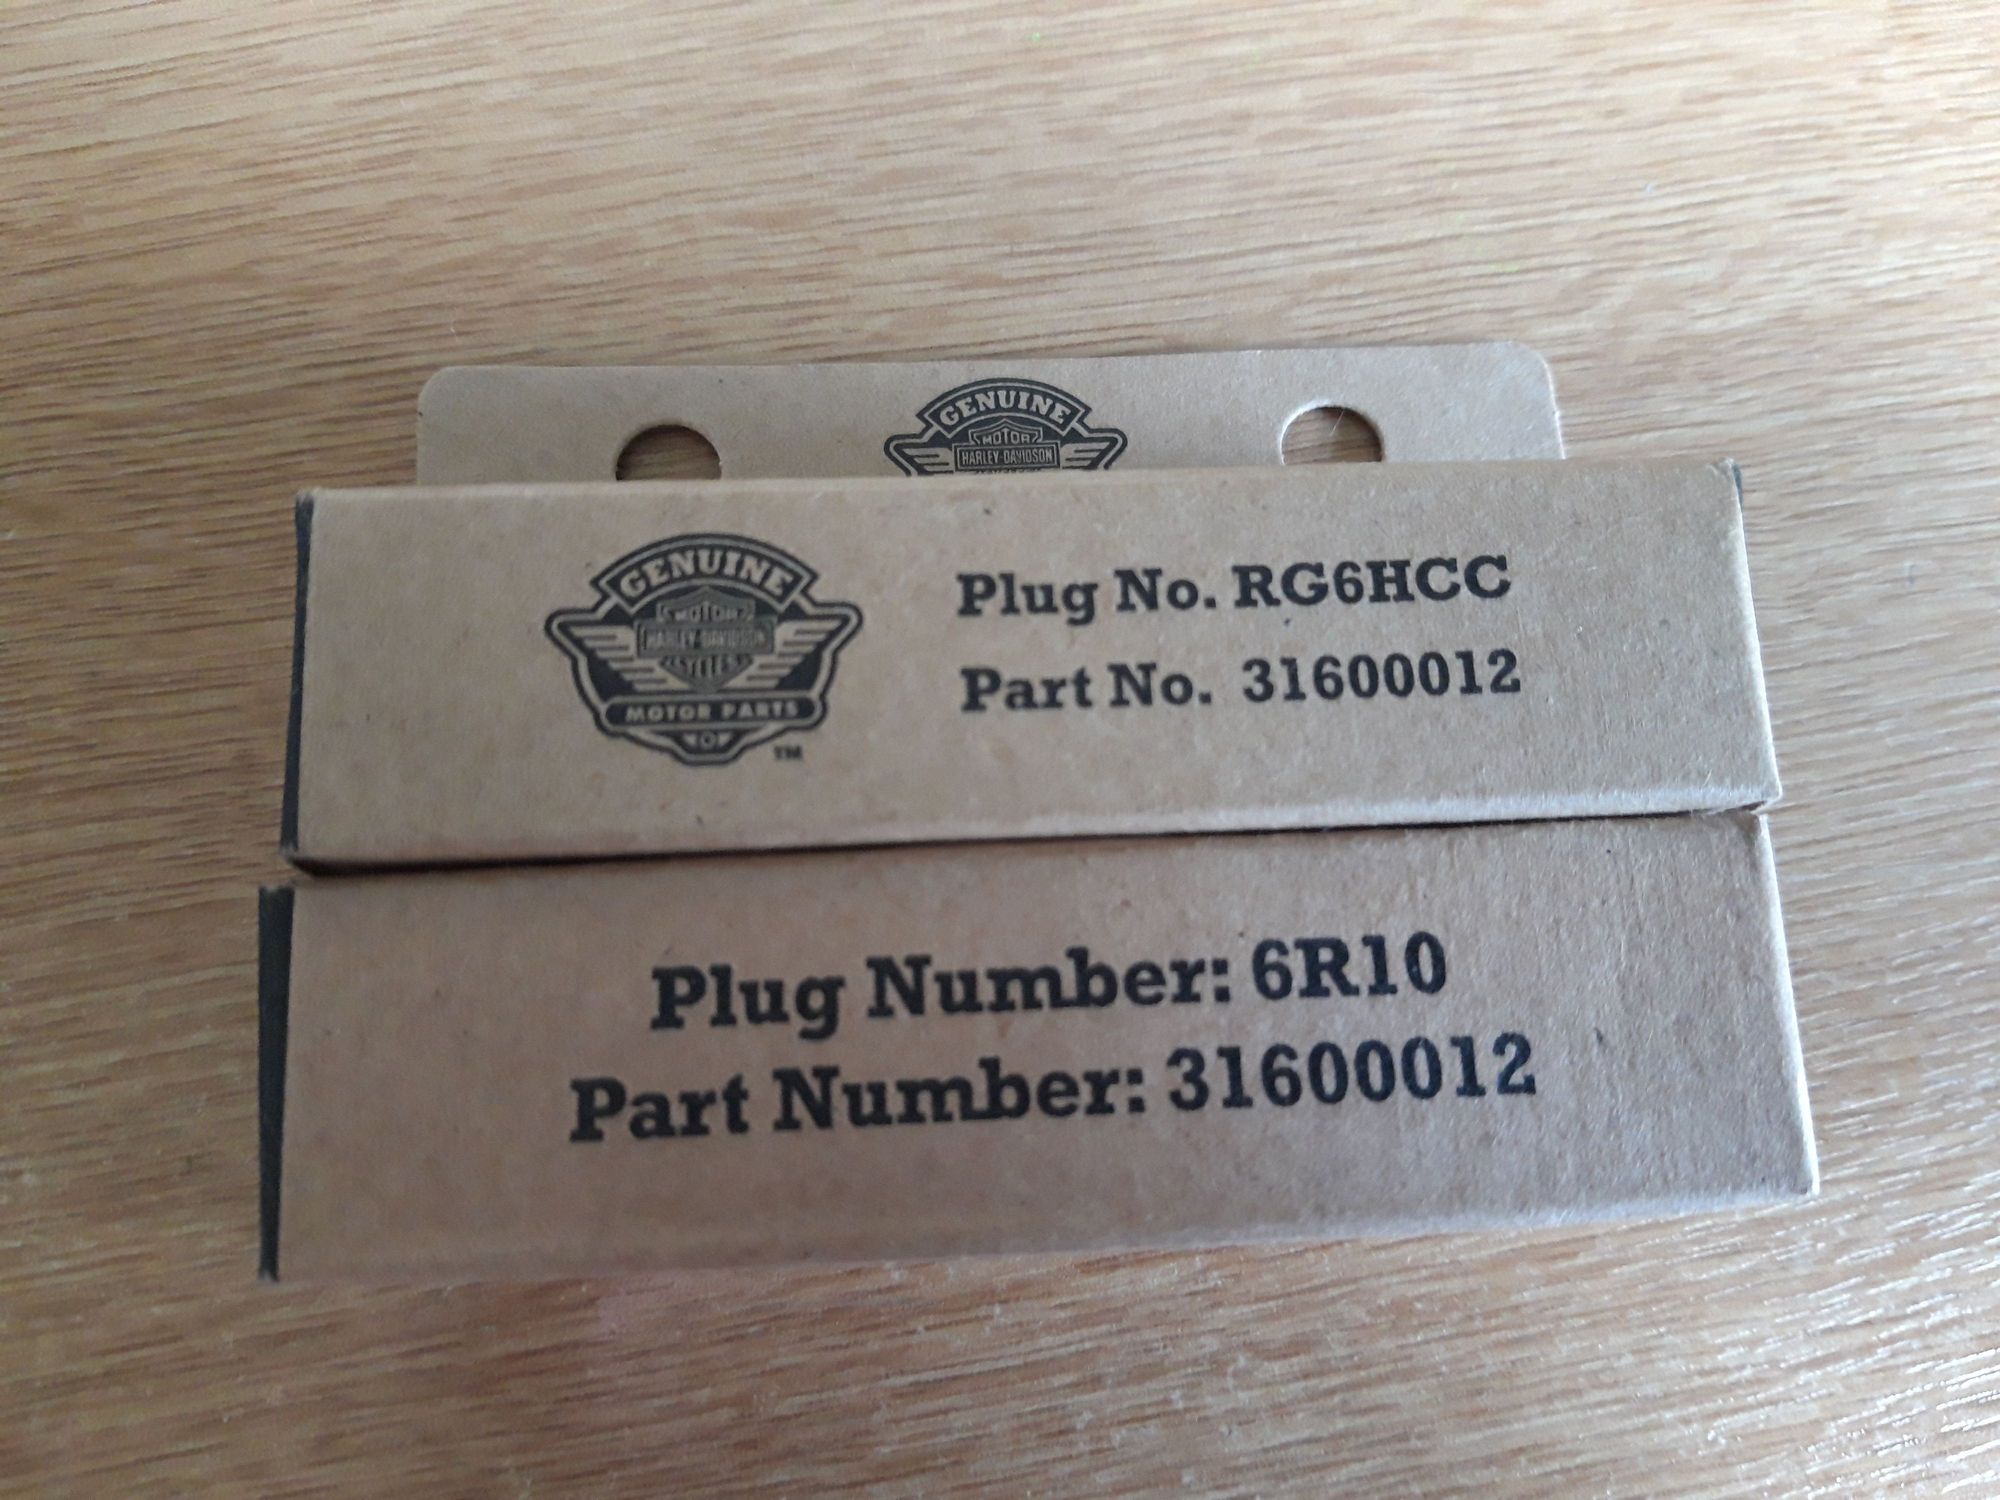 GENUINE
MOTOR
HARLEY-DAVIDSON
GENUINE
MOTOR
HARLEY-DAVIDSON
CYCLES
MOTOR PARTS
TM
Plug No. RG6HCC
Part No. 31600012
Plug Number: 6R10
Part Number: 31600012